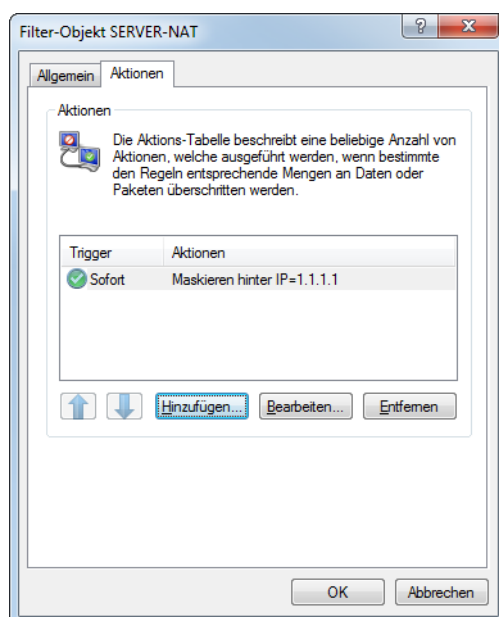 Filter-Objekt SERVER-NAT
?
Allgemein
Aktionen
Aktionen
Die Aktions-Tabelle beschreibt eine beliebige Anzahl von
Aktionen, welche ausgeführt werden, wenn bestimmte
den Regeln entsprechende Mengen an Daten oder
Paketen überschritten werden.
Trigger Aktionen
Sofort Maskieren hinter IP=1.1.1.1
Hinzufügen... Bearbeiten... Entfernen
OK Abbrechen